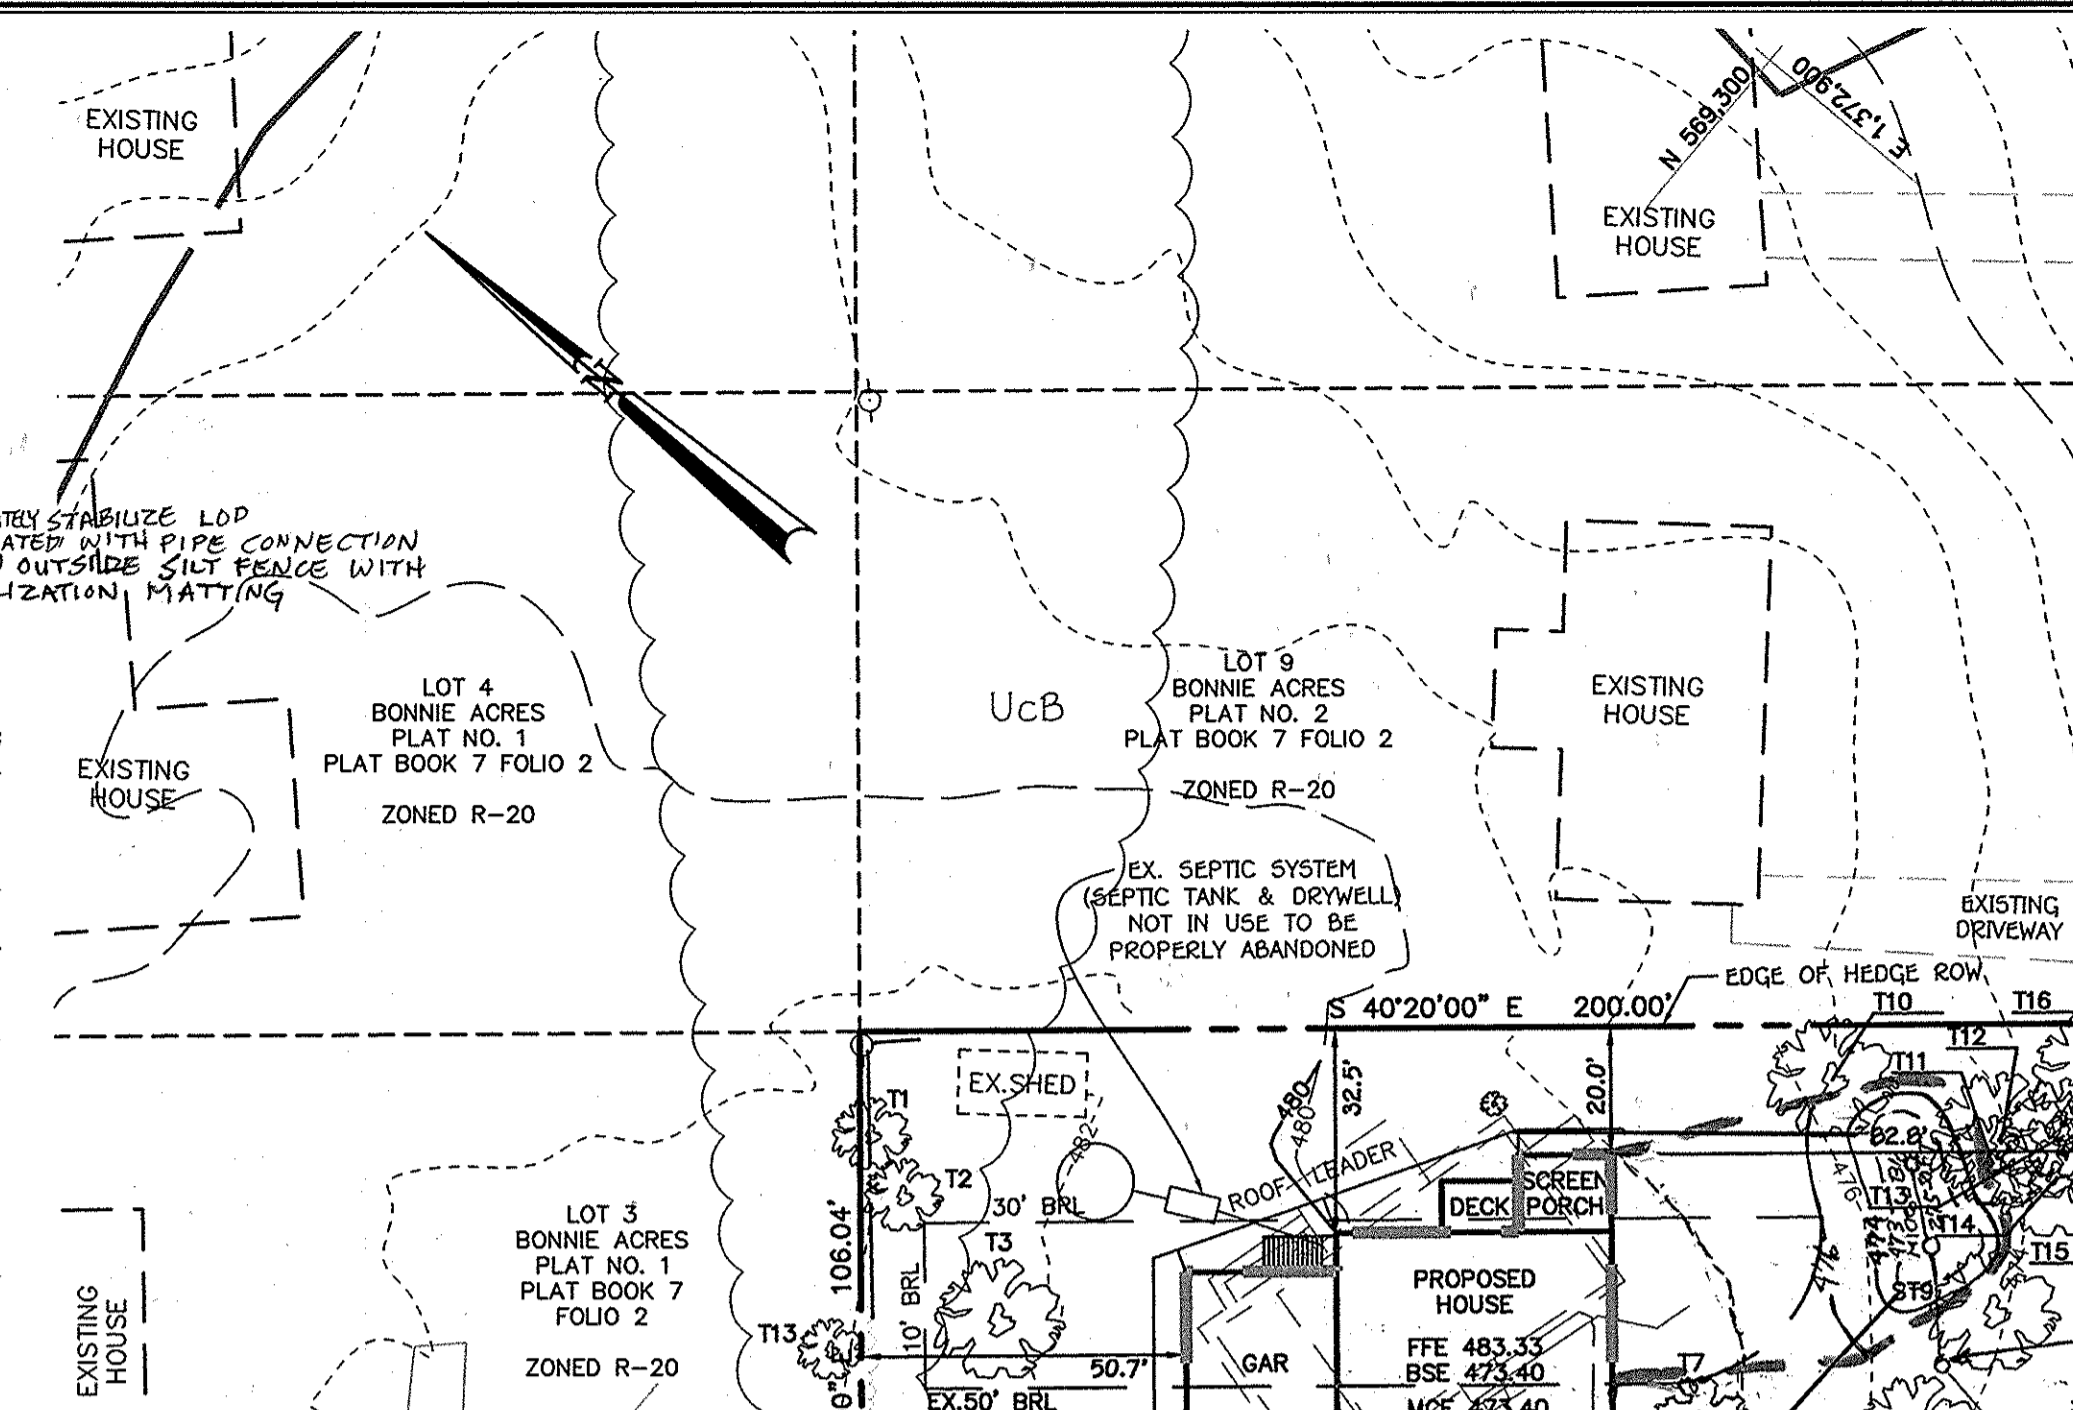 EXISTING
HOUSE
N 569,300
E 1,372,900
EXISTING
HOUSE
N
STABILIZE LOD
WITH PIPE CONNECTION
OUTSIDE SILT FENCE WITH
MATTING
LOT 4
BONNIE ACRES
PLAT NO. 1
PLAT BOOK 7 FOLIO 2
ZONED R-20
EXISTING
HOUSE
UcB
LOT 9
BONNIE ACRES
PLAT NO. 2
PLAT BOOK 7 FOLIO 2
ZONED R-20
EXISTING
HOUSE
EX. SEPTIC SYSTEM
(SEPTIC TANK & DRYWELL)
NOT IN USE TO BE
PROPERLY ABANDONED
EXISTING
DRIVEWAY
EDGE OF HEDGE ROW
S 40°20'00" E 200.00'
T10
T16
T12
T11
EX.SHED
T1
482
480
480
32.5'
20.0'
T2
30' BRL
ROOF LEADER
SCREEN
PORCH
DECK
62.8'
476
T13
T14
T15
474
476
ST9
LOT 3
BONNIE ACRES
PLAT NO. 1
PLAT BOOK 7
FOLIO 2
ZONED R-20
EXISTING
HOUSE
106.04'
T3
10' BRL
T13
50.7'
EX.50' BRL
GAR
PROPOSED
HOUSE
FFE 483.33
BSE 473.40
473.40
T7